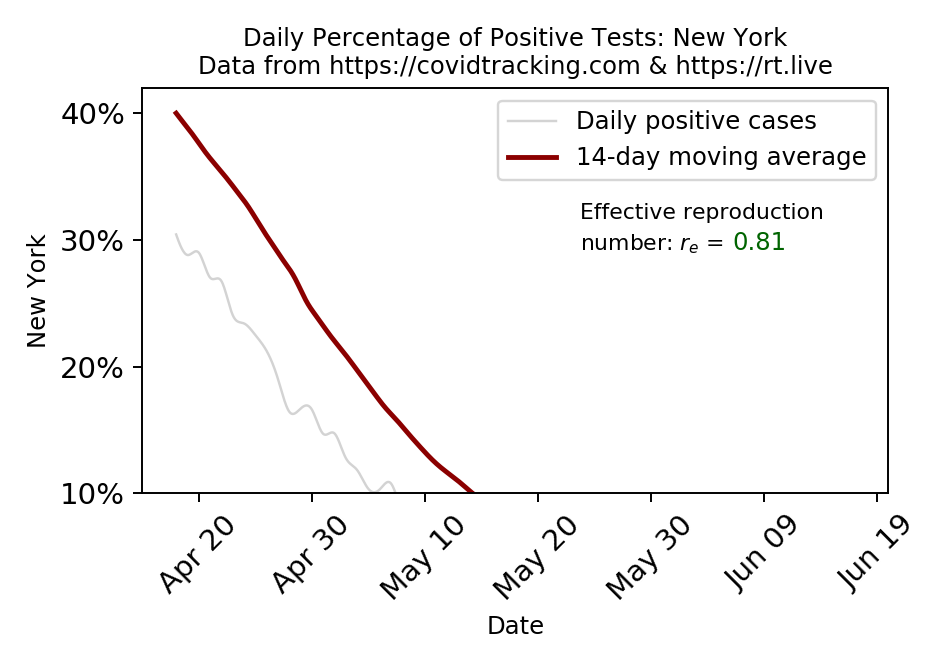 Daily Percentage of Positive Tests: New York
Data from https://covidtracking.com & https://rt.live
Daily positive cases
14-day moving average
Effective reproduction
number: rₑ = 0.81
New York
40%
30%
20%
10%
Apr 20
Apr 30
May 10
May 20
May 30
Jun 09
Jun 19
Date